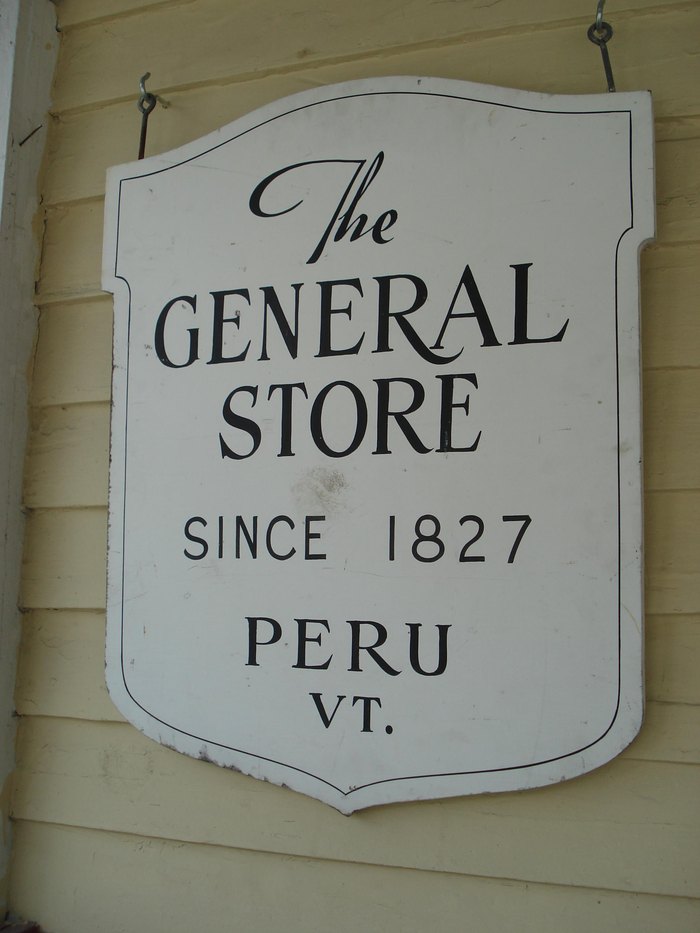 The
GENERAL
STORE
SINCE 1827
PERU
VT.